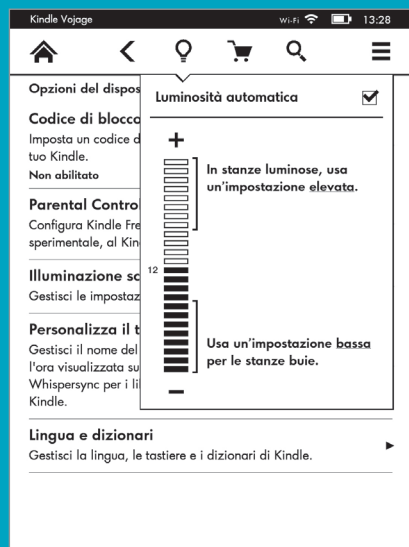 Kindle Vojage
Wi-Fi
13:28
Opzioni del dispos
Luminosità automatica
Codice di blocco
Imposta un codice d
tuo Kindle.
Non abilitato
+
In stanze luminose, usa
un'impostazione elevata.
Parental Contro
Configura Kindle Fre
sperimentale, al Kin
Illuminazione sc
Gestisci le impostaz
12
Personalizza il t
Gestisci il nome del
l'ora visualizzata su
Whispersync per i li
Kindle.
Usa un'impostazione bassa
per le stanze buie.
−
Lingua e dizionari
Gestisci la lingua, le tastiere e i dizionari di Kindle.